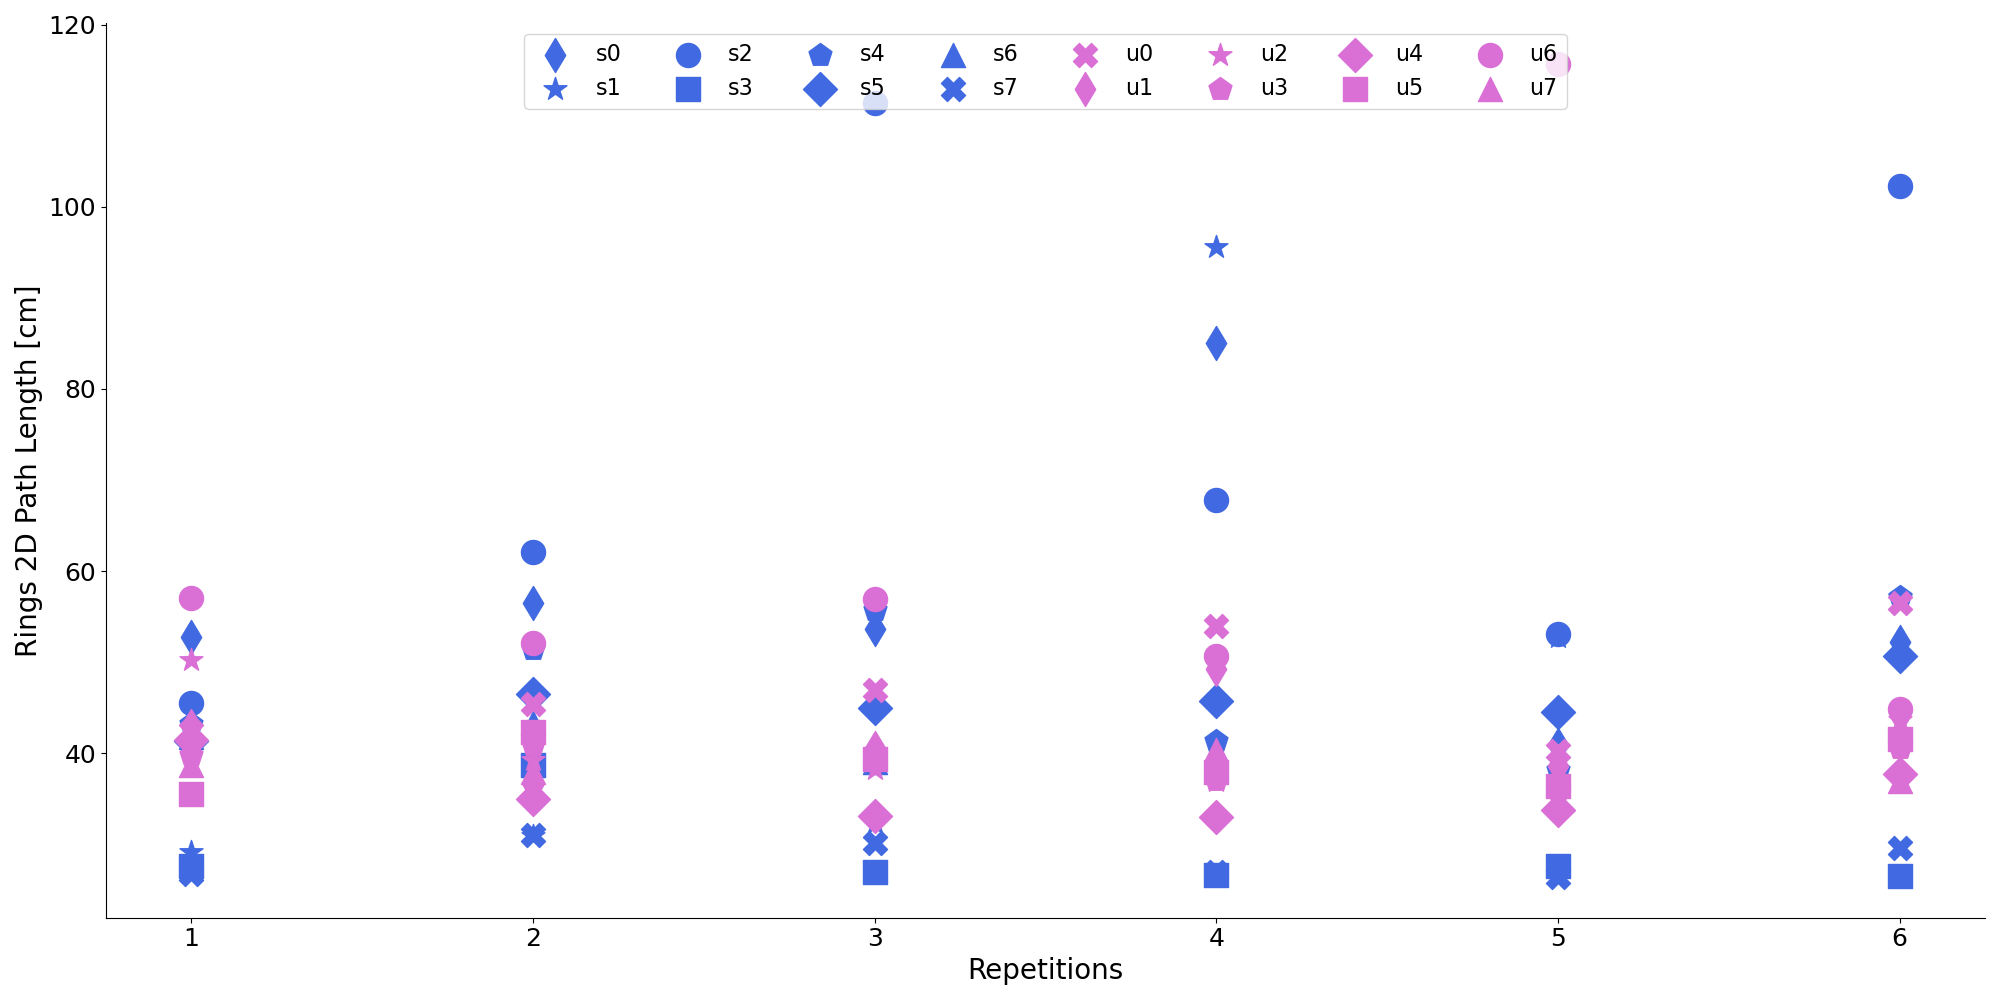 120
100
80
60
40
Rings 2D Path Length [cm]
s0 s2 s4 s6 u0 u2 u4 u6
s1 s3 s5 s7 u1 u3 u5 u7
1 2 3 4 5 6
Repetitions